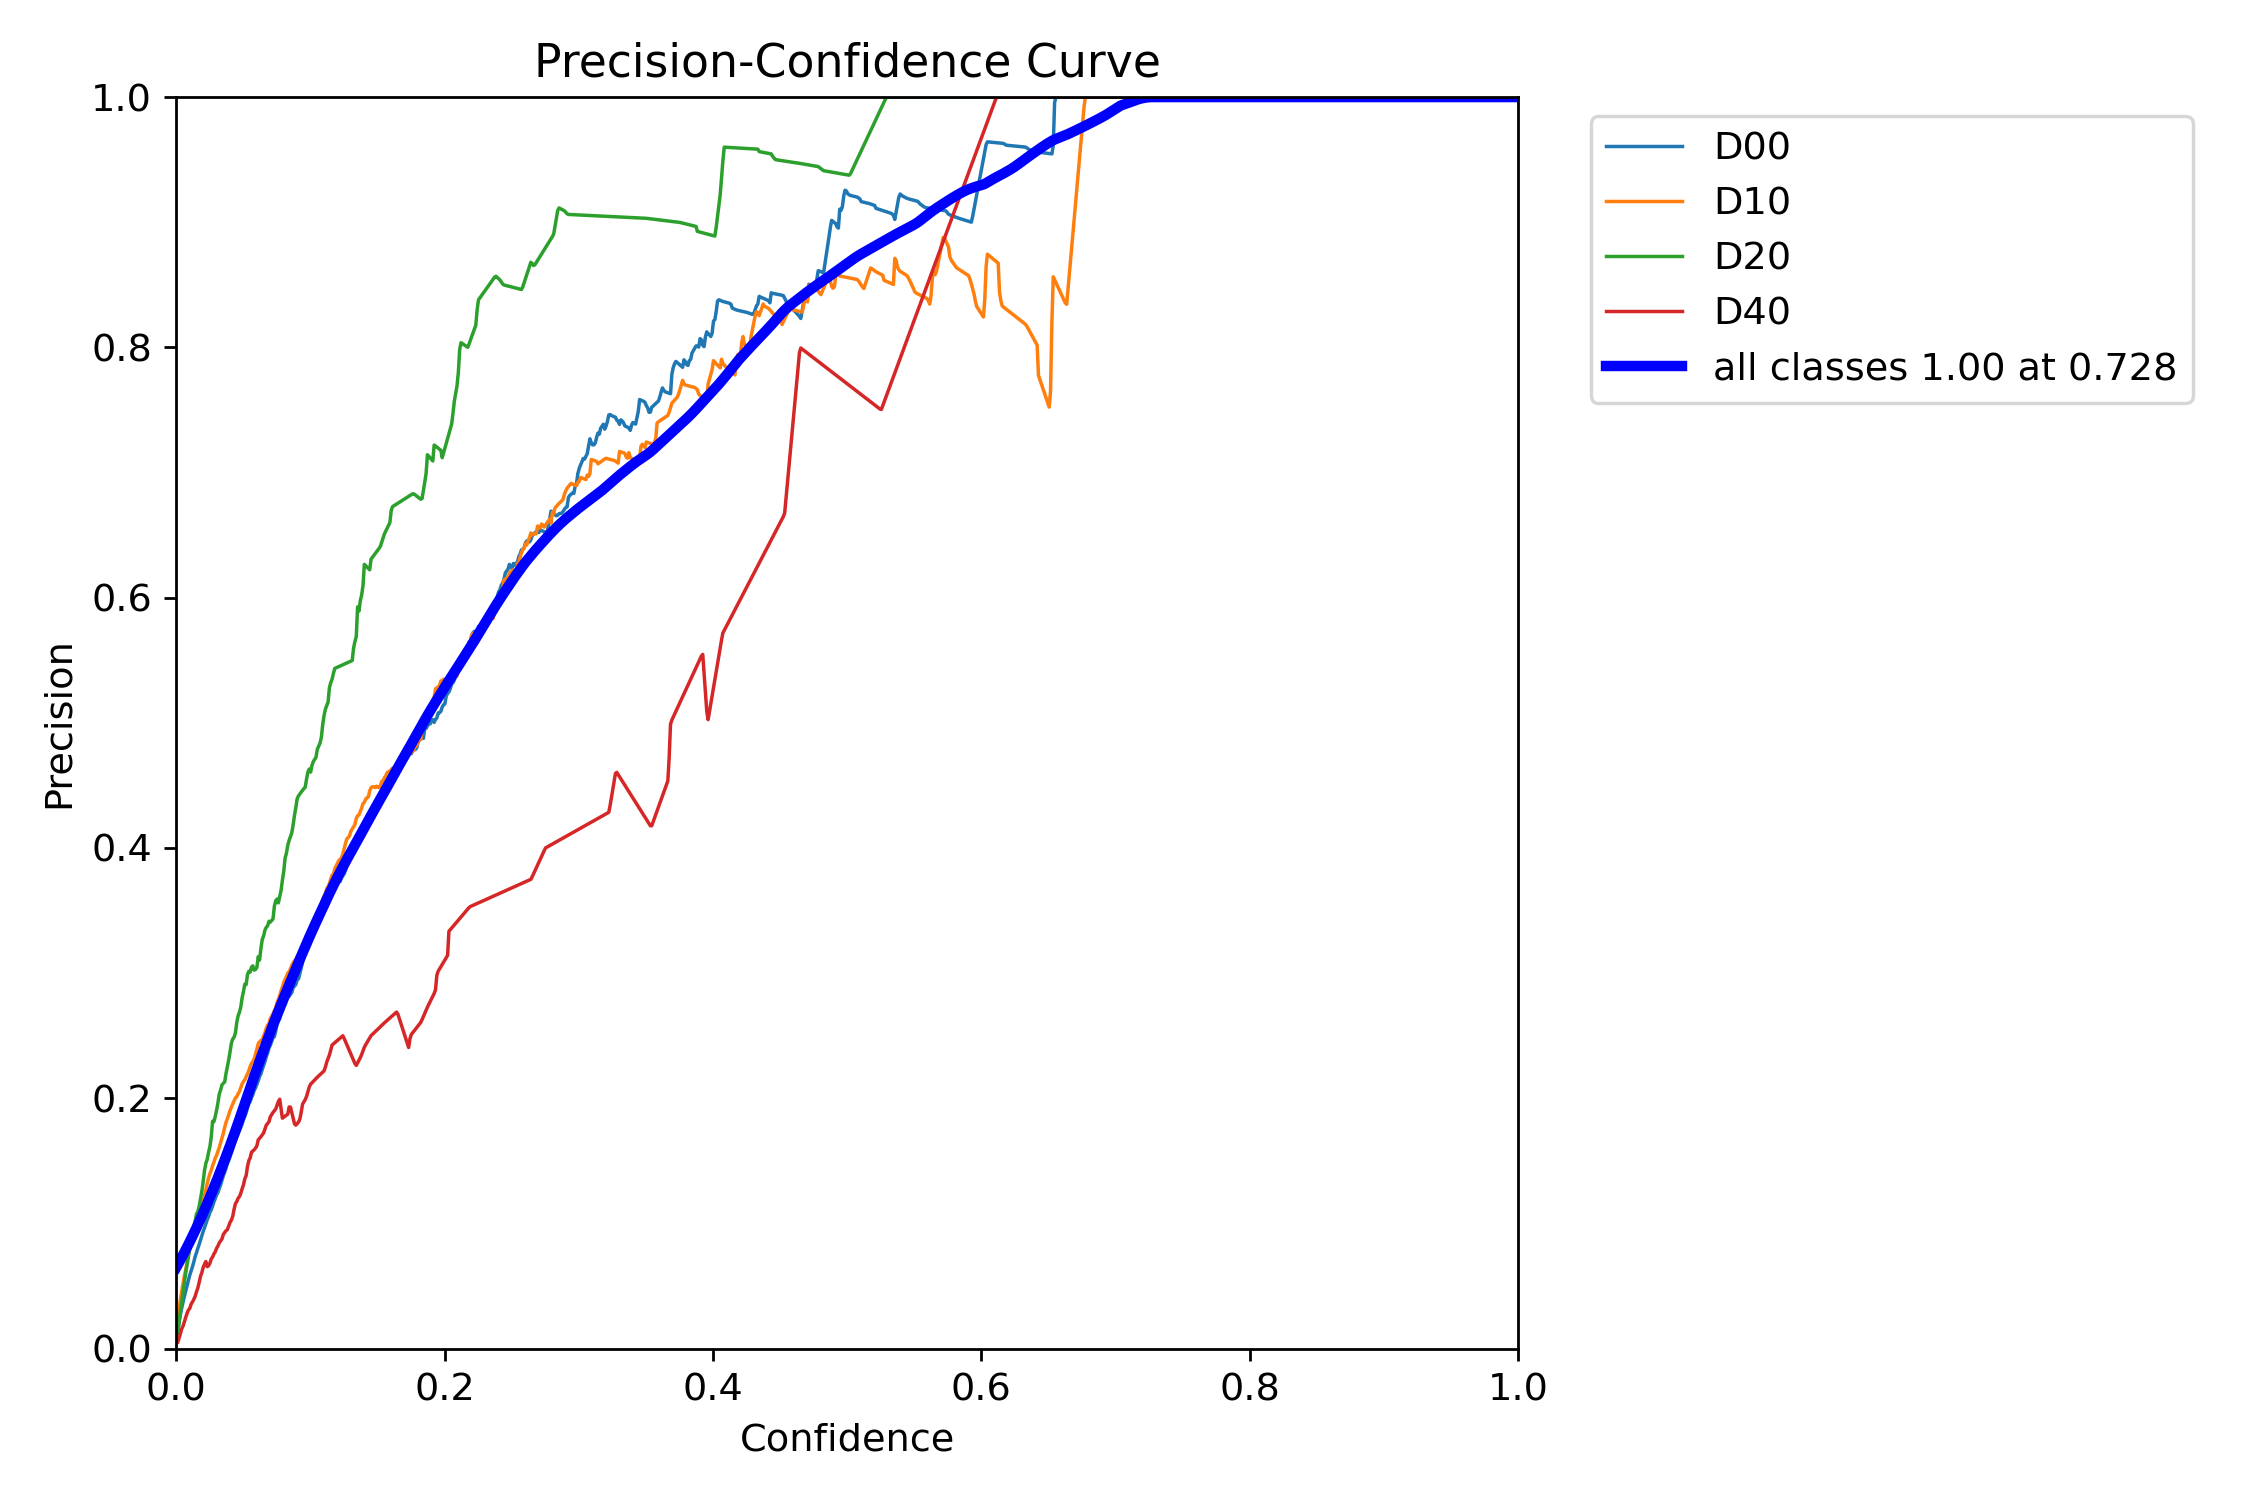 Precision-Confidence Curve
1.0
0.8
0.6
0.4
0.2
0.0
Precision
0.0 0.2 0.4 0.6 0.8 1.0
Confidence
D00
D10
D20
D40
all classes 1.00 at 0.728